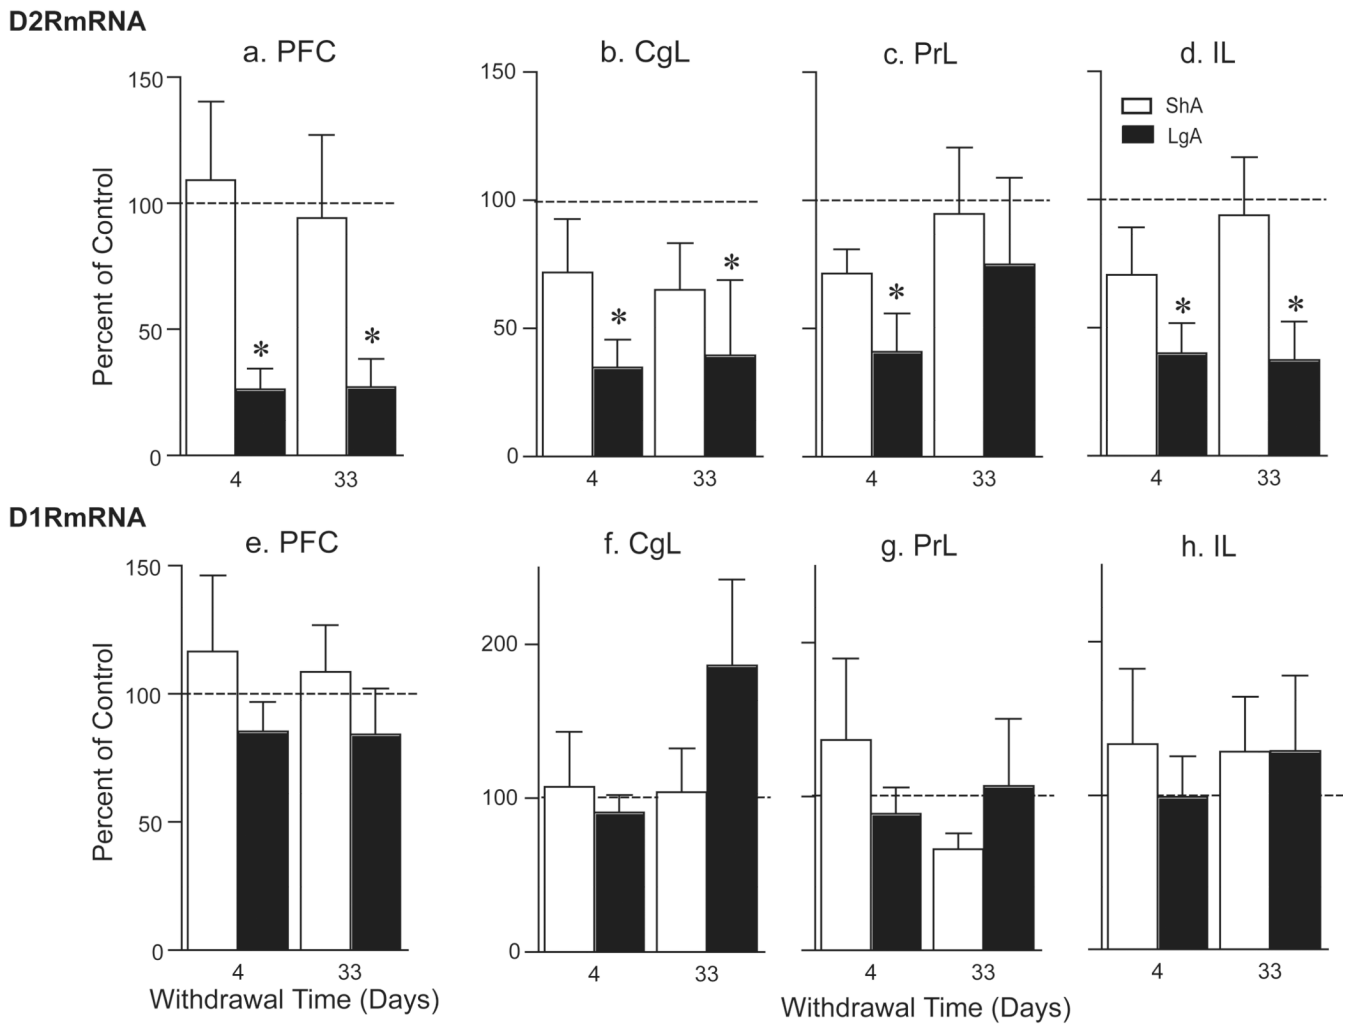 D2RmRNA
a. PFC
b. CgL
c. PrL
d. IL
150
100
50
0
Percent of Control
*
*
4
33
150
100
50
0
*
*
4
33
*
4
33
ShA
LgA
*
*
4
33
D1RmRNA
e. PFC
f. CgL
g. PrL
h. IL
150
100
50
0
Percent of Control
4
33
200
100
0
4
33
4
33
4
33
Withdrawal Time (Days)
Withdrawal Time (Days)